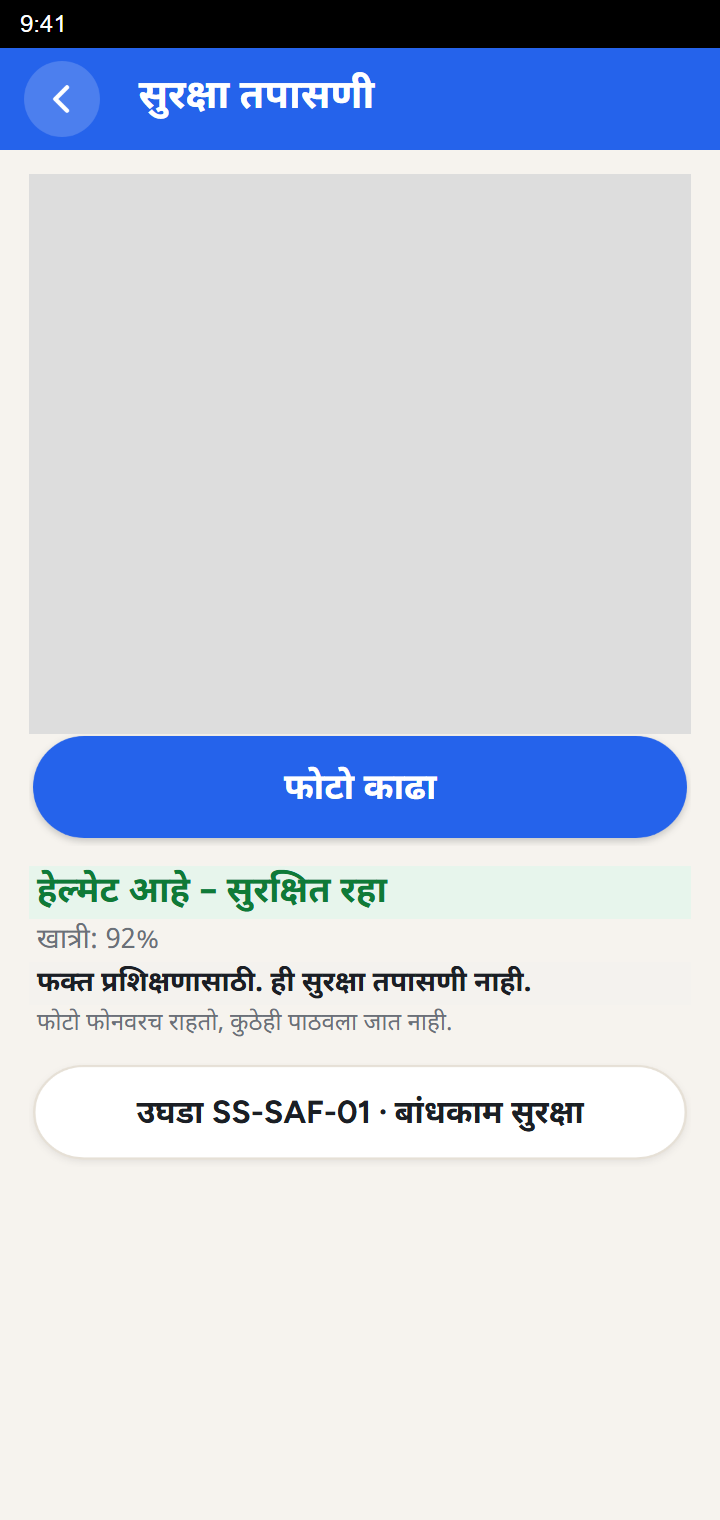 9:41
सुरक्षा तपासणी
फोटो काढा
हेल्मेट आहे – सुरक्षित रहा
खात्री: 92%
फक्त प्रशिक्षणासाठी. ही सुरक्षा तपासणी नाही.
फोटो फोनवरच राहतो, कुठेही पाठवला जात नाही.
उघडा SS-SAF-01 · बांधकाम सुरक्षा